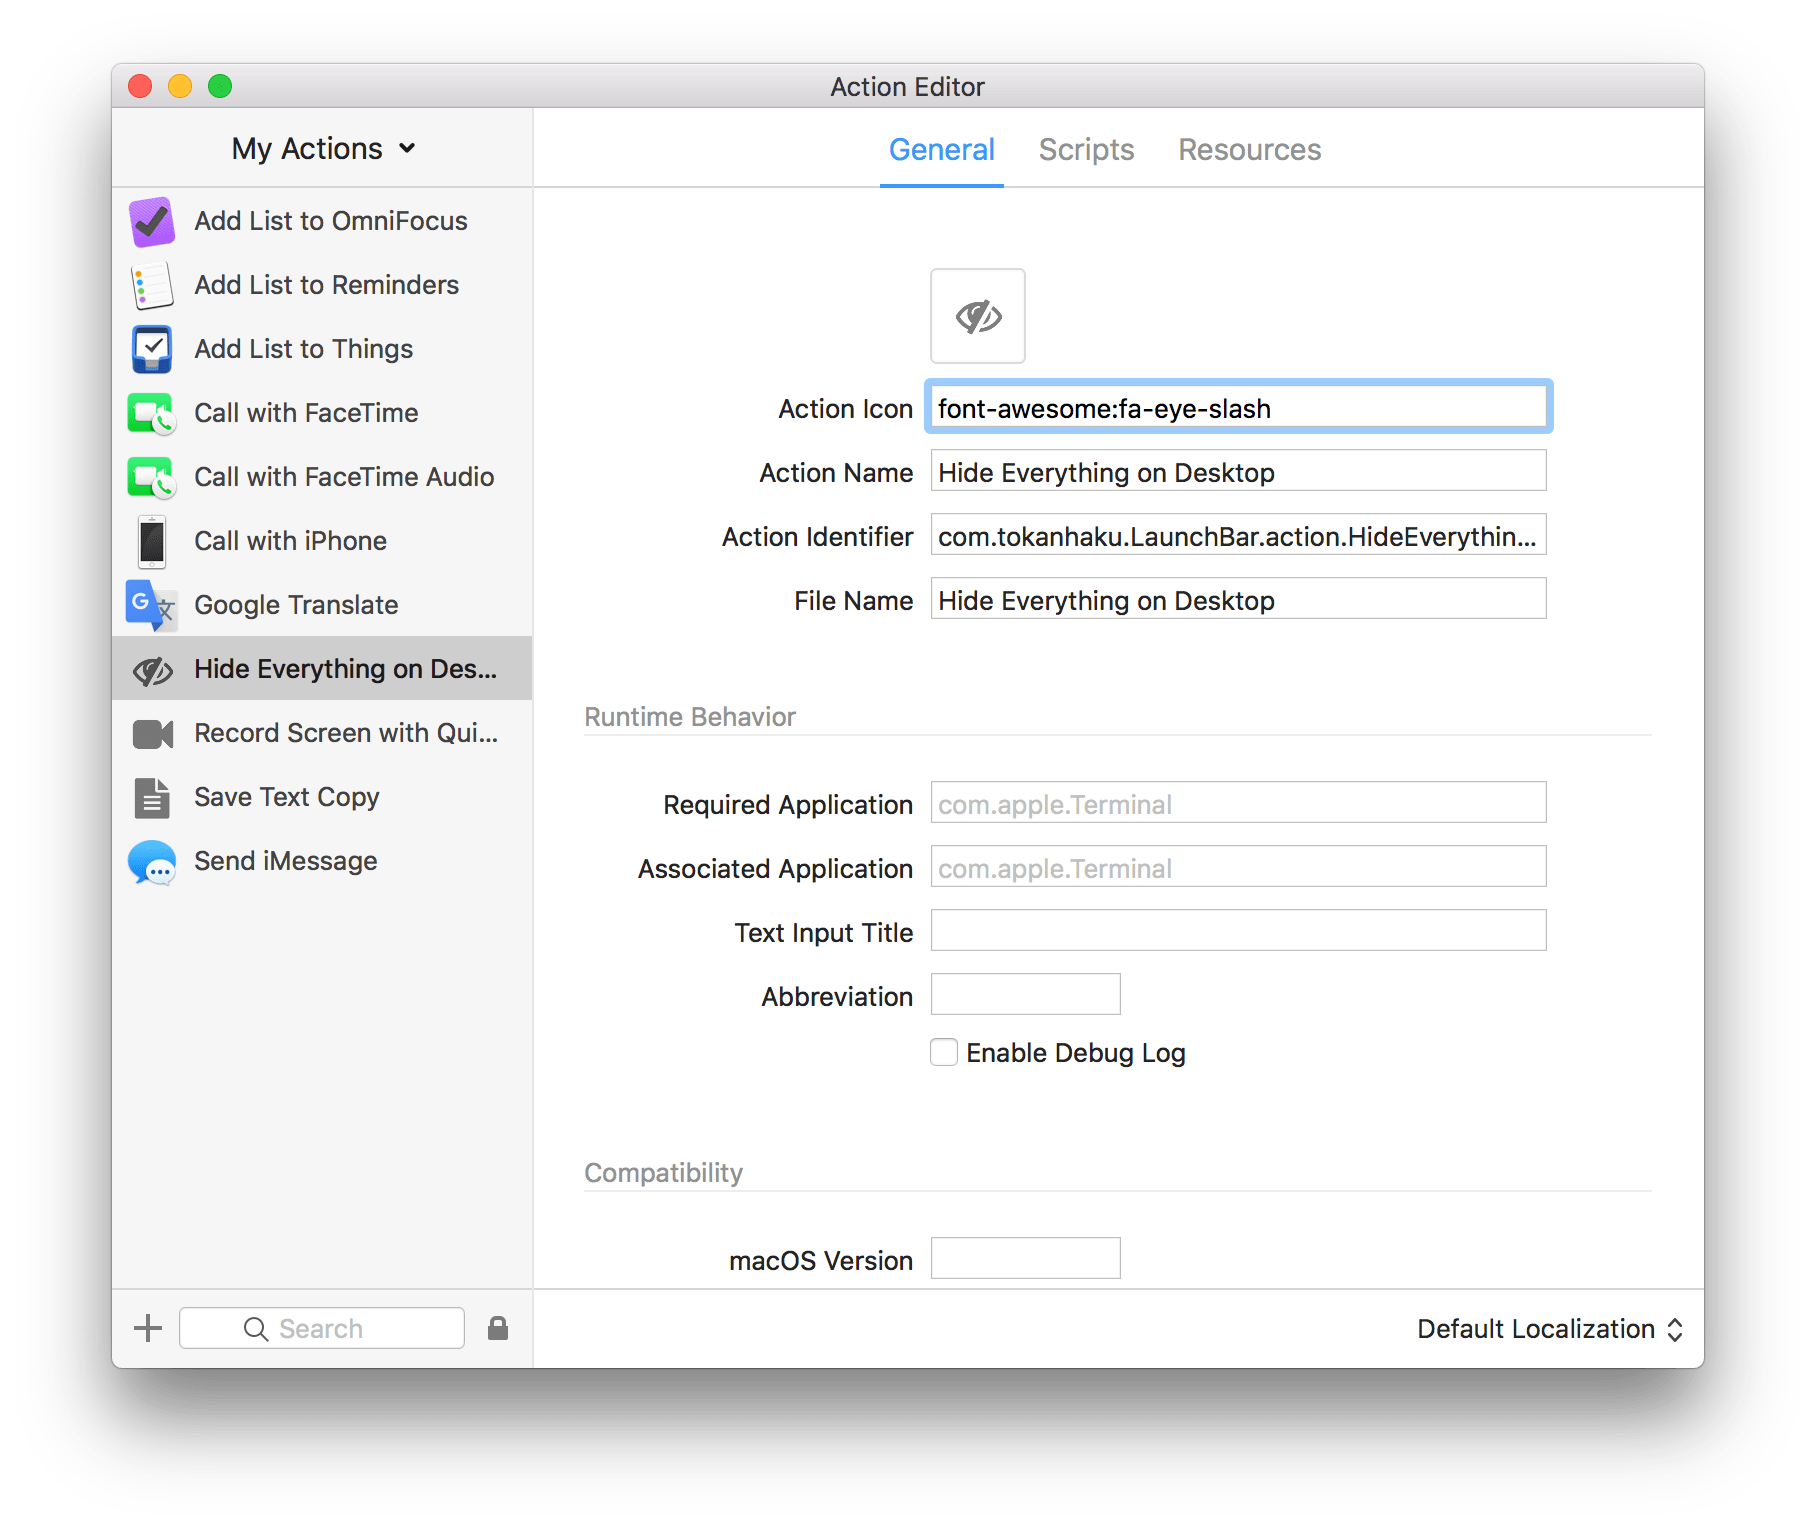 Action Editor
My Actions
General Scripts Resources
Add List to OmniFocus
Add List to Reminders
Add List to Things
Call with FaceTime
Call with FaceTime Audio
Call with iPhone
Google Translate
Hide Everything on Des...
Record Screen with Qui...
Save Text Copy
Send iMessage
Search
Action Icon font-awesome:fa-eye-slash
Action Name Hide Everything on Desktop
Action Identifier com.tokanhaku.LaunchBar.action.HideEverythin...
File Name Hide Everything on Desktop
Runtime Behavior
Required Application com.apple.Terminal
Associated Application com.apple.Terminal
Text Input Title
Abbreviation
Enable Debug Log
Compatibility
macOS Version
Default Localization